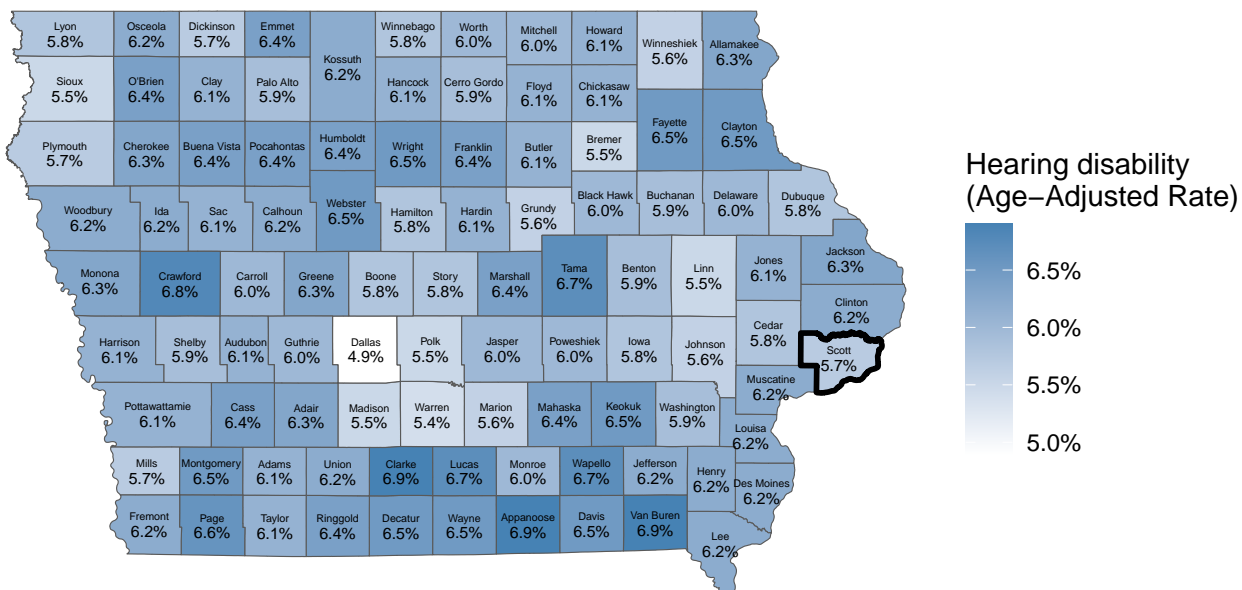 Lyon
5.8%
Osceola
6.2%
Dickinson
5.7%
Emmet
6.4%
Kossuth
6.2%
Winnebago
5.8%
Worth
6.0%
Mitchell
6.0%
Howard
6.1%
Winneshiek
5.6%
Allamakee
6.3%
Sioux
5.5%
O'Brien
6.4%
Clay
6.1%
Palo Alto
5.9%
Hancock
6.1%
Cerro Gordo
5.9%
Floyd
6.1%
Chickasaw
6.1%
Plymouth
5.7%
Cherokee
6.3%
Buena Vista
6.4%
Pocahontas
6.4%
Humboldt
6.4%
Wright
6.5%
Franklin
6.4%
Butler
6.1%
Bremer
5.5%
Fayette
6.5%
Clayton
6.5%
Woodbury
6.2%
Ida
6.2%
Sac
6.1%
Calhoun
6.2%
Webster
6.5%
Hamilton
5.8%
Hardin
6.1%
Grundy
5.6%
Black Hawk
6.0%
Buchanan
5.9%
Delaware
6.0%
Dubuque
5.8%
Monona
6.3%
Crawford
6.8%
Carroll
6.0%
Greene
6.3%
Boone
5.8%
Story
5.8%
Marshall
6.4%
Tama
6.7%
Benton
5.9%
Linn
5.5%
Jones
6.1%
Jackson
6.3%
Clinton
6.2%
Harrison
6.1%
Shelby
5.9%
Audubon
6.1%
Guthrie
6.0%
Dallas
4.9%
Polk
5.5%
Jasper
6.0%
Poweshiek
6.0%
Iowa
5.8%
Johnson
5.6%
Cedar
5.8%
Scott
5.7%
Muscatine
6.2%
Pottawattamie
6.1%
Cass
6.4%
Adair
6.3%
Madison
5.5%
Warren
5.4%
Marion
5.6%
Mahaska
6.4%
Keokuk
6.5%
Washington
5.9%
Louisa
6.2%
Mills
5.7%
Montgomery
6.5%
Adams
6.1%
Union
6.2%
Clarke
6.9%
Lucas
6.7%
Monroe
6.0%
Wapello
6.7%
Jefferson
6.2%
Henry
6.2%
Des Moines
6.2%
Fremont
6.2%
Page
6.6%
Taylor
6.1%
Ringgold
6.4%
Decatur
6.5%
Wayne
6.5%
Appanoose
6.9%
Davis
6.5%
Van Buren
6.9%
Lee
6.2%
Hearing disability
(Age−Adjusted Rate)
6.5%
6.0%
5.5%
5.0%